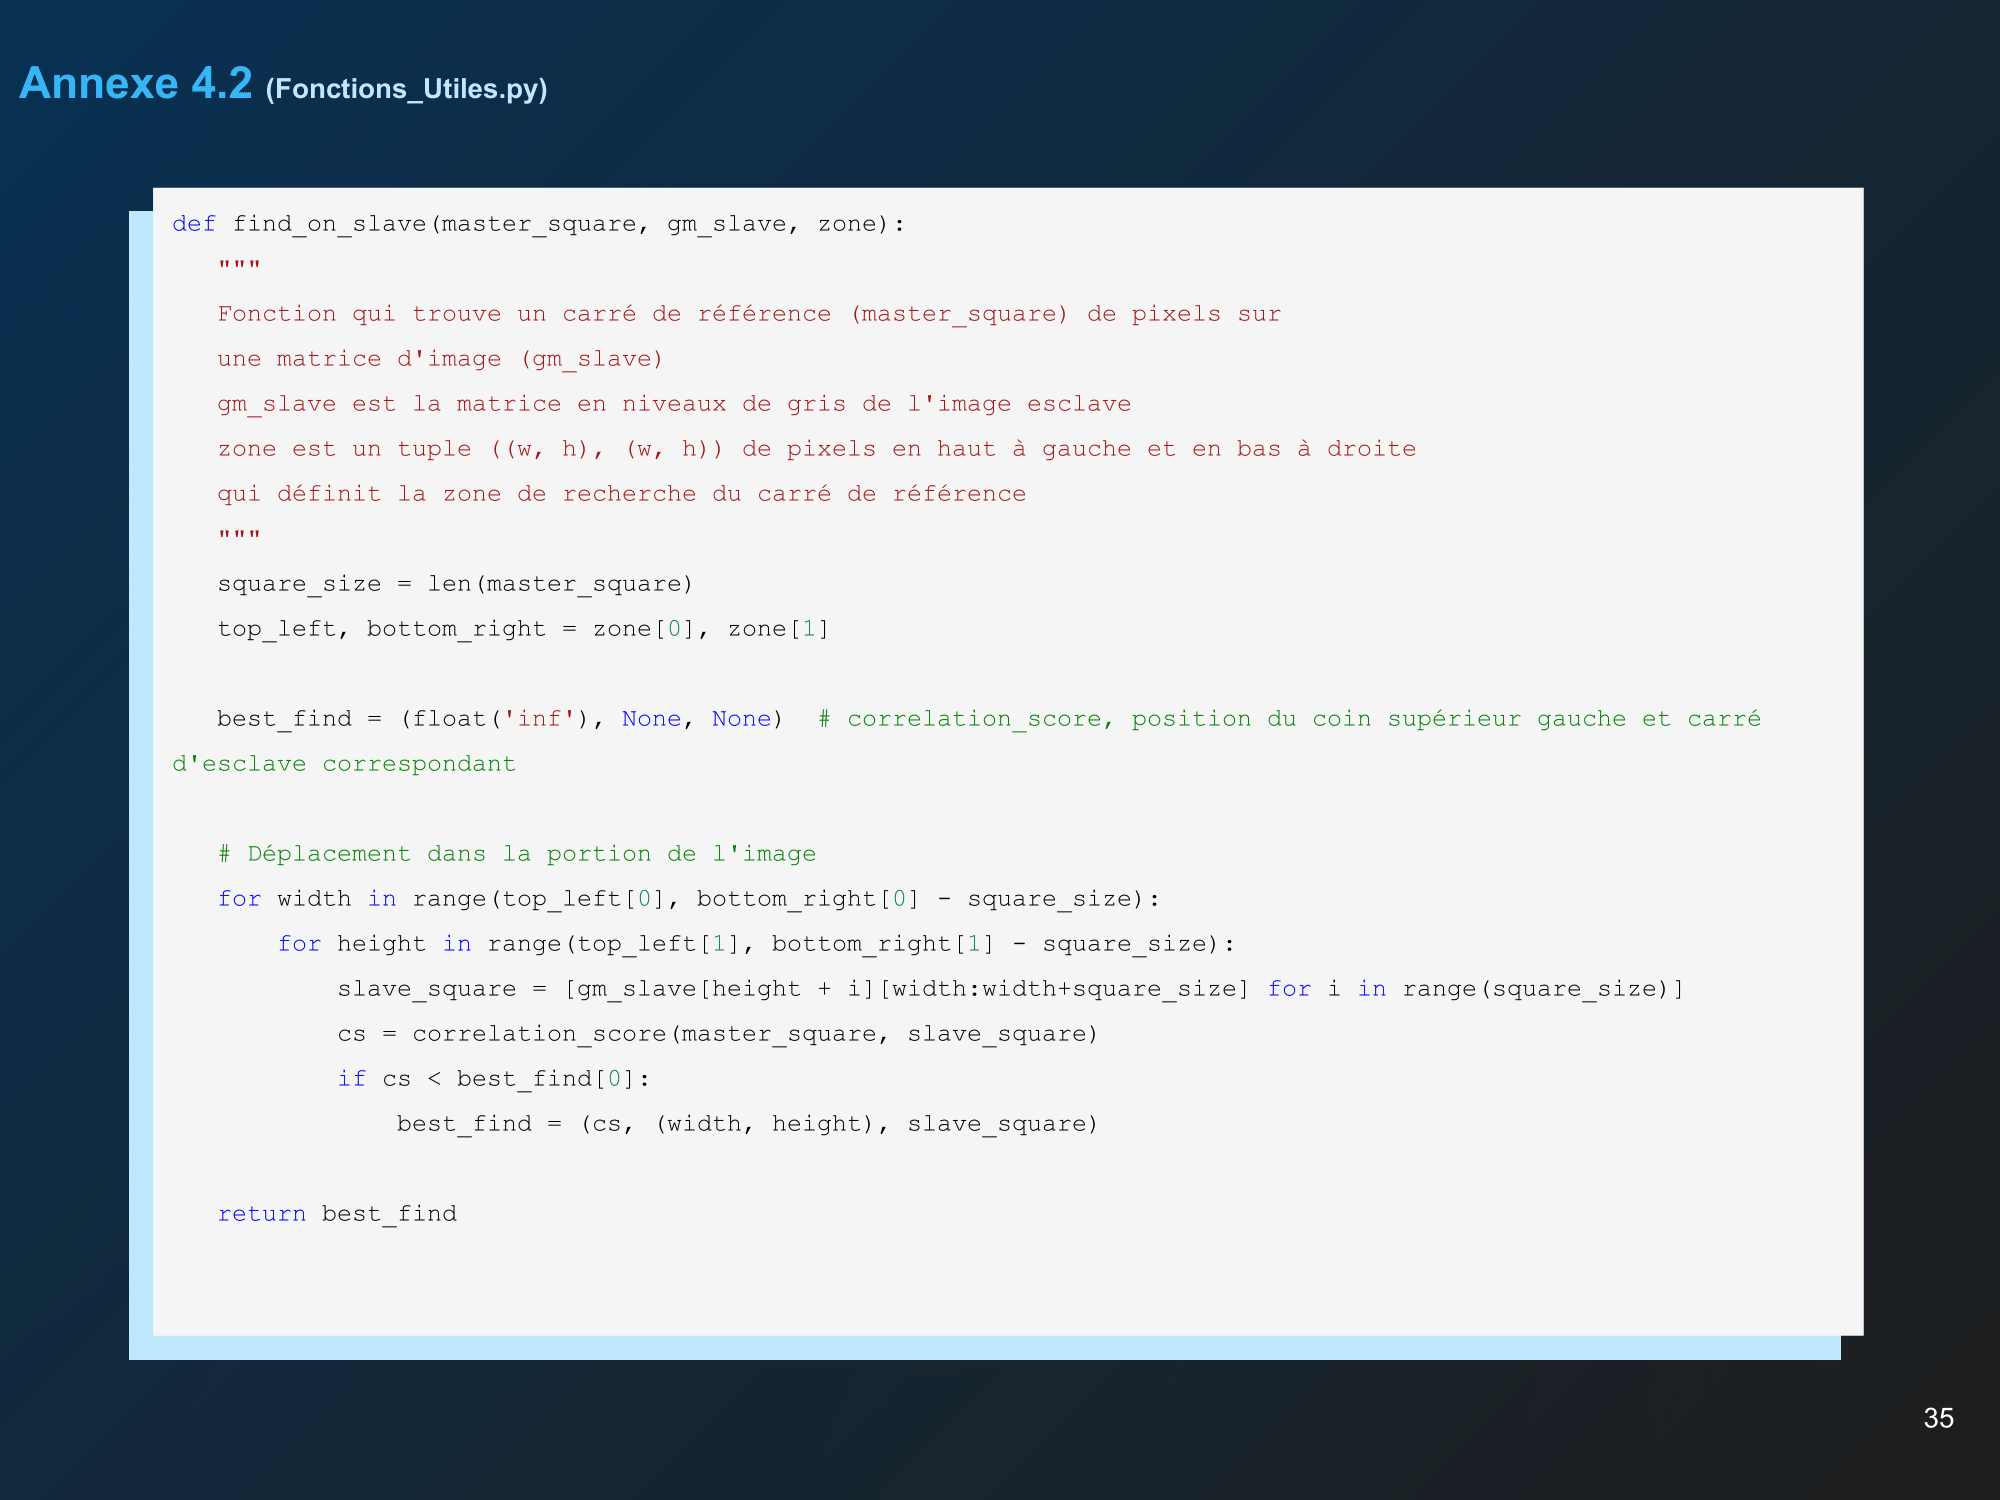 Annexe 4.2 (Fonctions_Utiles.py)
def find_on_slave(master_square, gm_slave, zone):
"""
Fonction qui trouve un carré de référence (master_square) de pixels sur
une matrice d'image (gm_slave)
gm_slave est la matrice en niveaux de gris de l'image esclave
zone est un tuple ((w, h), (w, h)) de pixels en haut à gauche et en bas à droite
qui définit la zone de recherche du carré de référence
"""
square_size = len(master_square)
top_left, bottom_right = zone[0], zone[1]
best_find = (float('inf'), None, None)  # correlation_score, position du coin supérieur gauche et carré
d'esclave correspondant
# Déplacement dans la portion de l'image
for width in range(top_left[0], bottom_right[0] - square_size):
for height in range(top_left[1], bottom_right[1] - square_size):
slave_square = [gm_slave[height + i][width:width+square_size] for i in range(square_size)]
cs = correlation_score(master_square, slave_square)
if cs < best_find[0]:
best_find = (cs, (width, height), slave_square)
return best_find
35